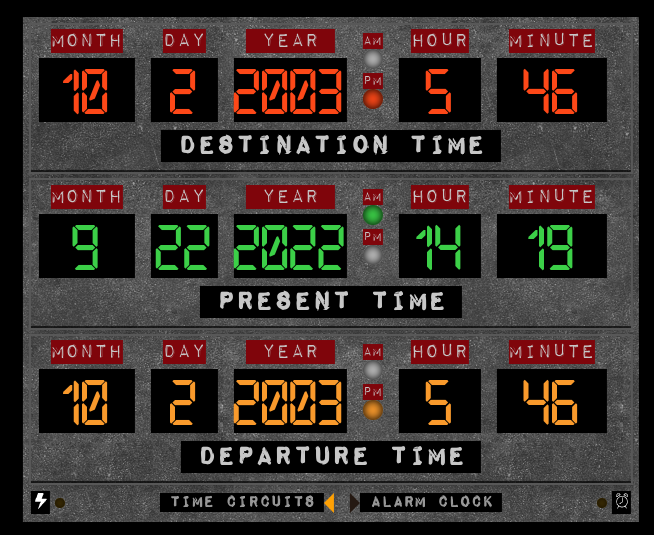 MONTH DAY YEAR AM HOUR MINUTE
10 2 2003 PM 5 46
DESTINATION TIME
MONTH DAY YEAR AM HOUR MINUTE
9 22 2022 PM 14 19
PRESENT TIME
MONTH DAY YEAR AM HOUR MINUTE
10 2 2003 PM 5 46
DEPARTURE TIME
TIME CIRCUITS ALARM CLOCK